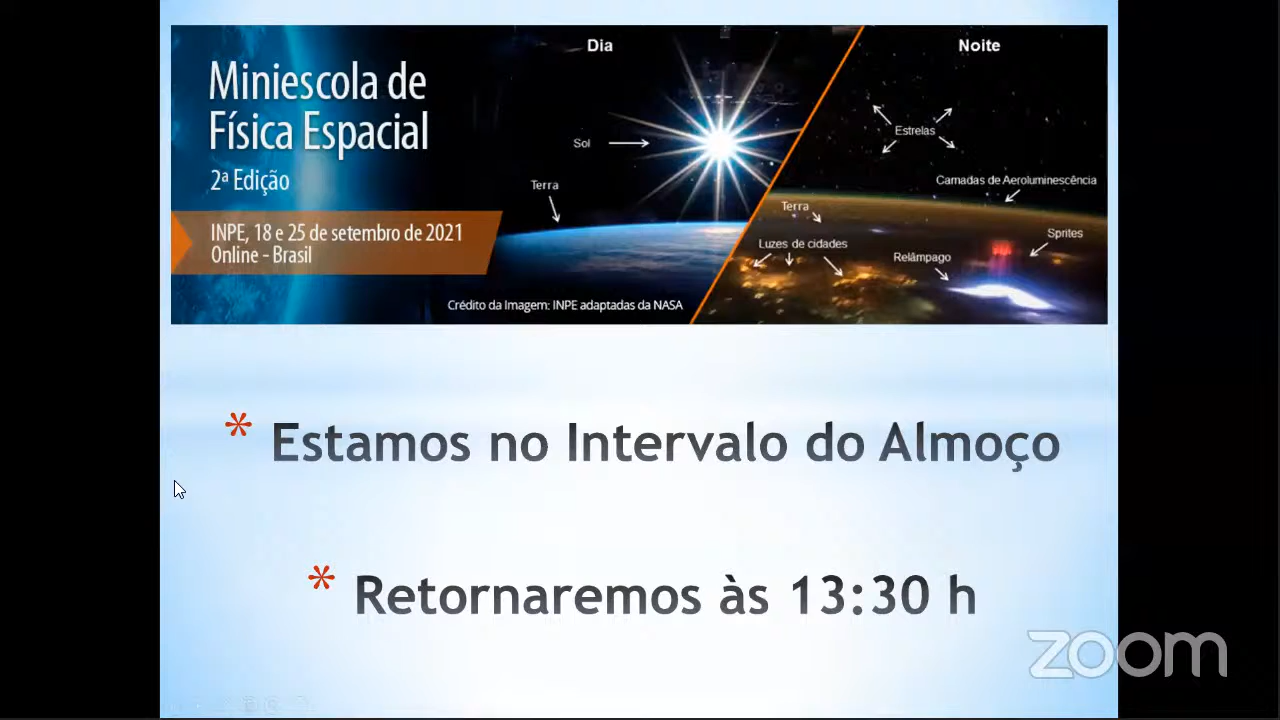 Miniescola de
Física Espacial
2ª Edição
INPE, 18 e 25 de setembro de 2021
Online - Brasil
Dia
Sol
Terra
Crédito da Imagem: INPE adaptadas da NASA
Noite
Estrelas
Camadas de Aeroluminescência
Terra
Luzes de cidades
Relâmpago
Sprites
* Estamos no Intervalo do Almoço
* Retornaremos às 13:30 h
zoom